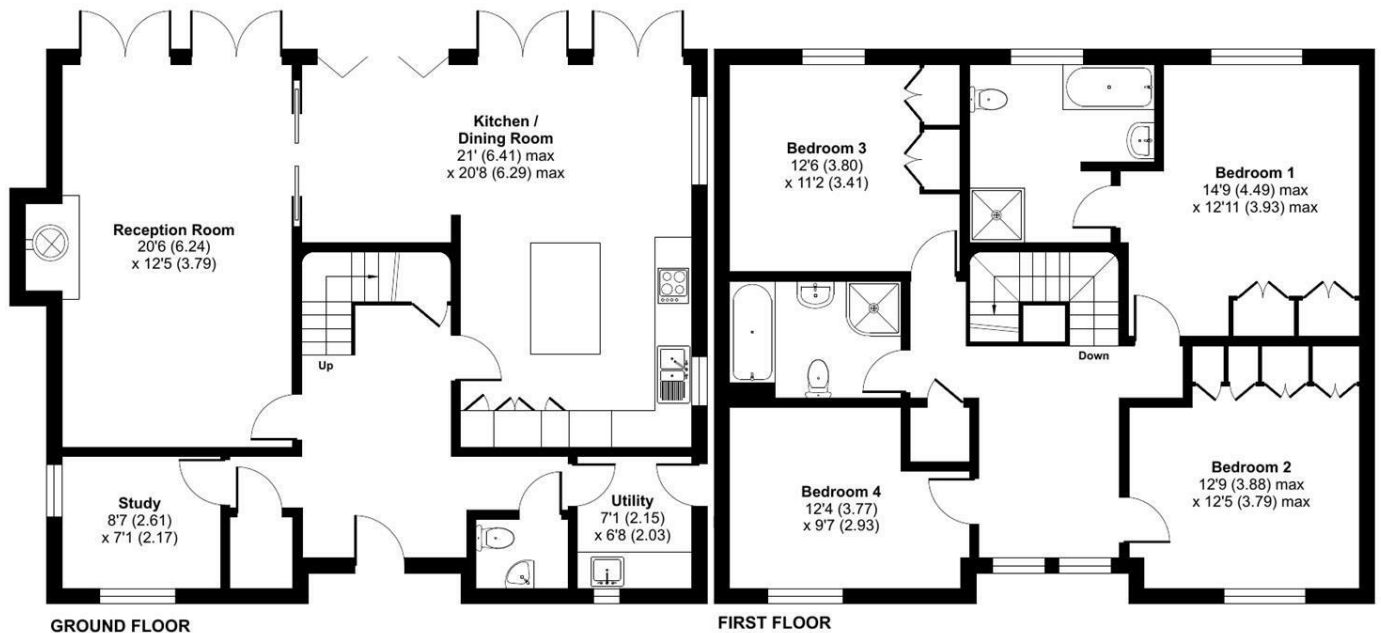 Kitchen /
Dining Room
21' (6.41) max
x 20'8 (6.29) max
Reception Room
20'6 (6.24)
x 12'5 (3.79)
Up
Study
8'7 (2.61)
x 7'1 (2.17)
Utility
7'1 (2.15)
x 6'8 (2.03)
GROUND FLOOR
Bedroom 3
12'6 (3.80)
x 11'2 (3.41)
Bedroom 1
14'9 (4.49) max
x 12'11 (3.93) max
Down
Bedroom 4
12'4 (3.77)
x 9'7 (2.93)
Bedroom 2
12'9 (3.88) max
x 12'5 (3.79) max
FIRST FLOOR